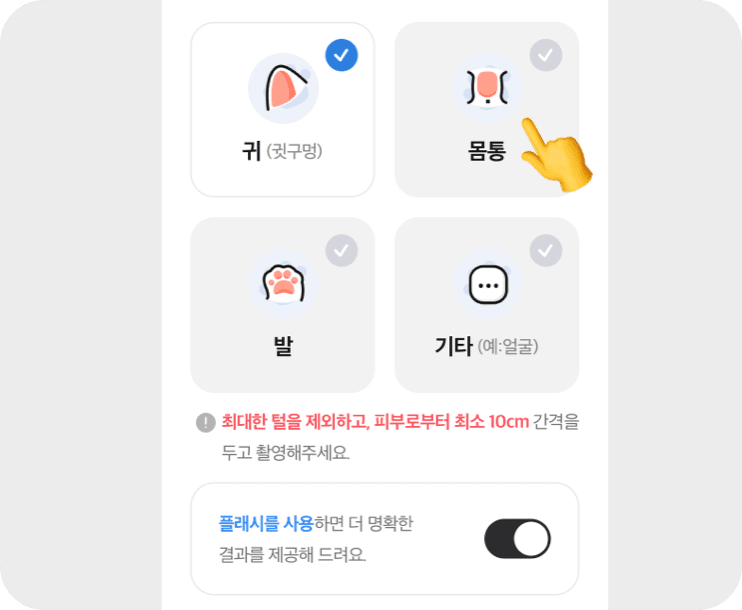 귀 (귓구멍)
몸통
발
기타 (예:얼굴)
! 최대한 털을 제외하고, 피부로부터 최소 10cm 간격을
두고 촬영해주세요.
플래시를 사용하면 더 명확한
결과를 제공해 드려요.